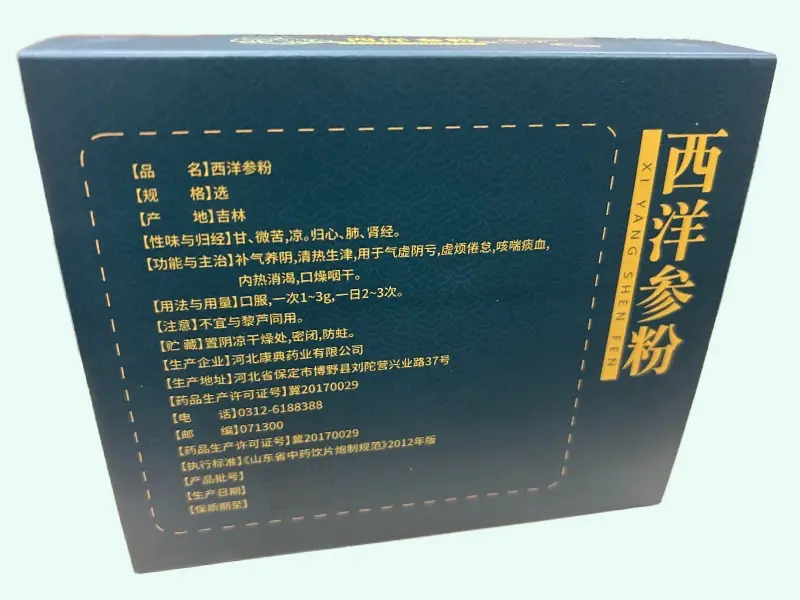 【品 名】西洋参粉
【规 格】选
【产 地】吉林
【性味与归经】甘、微苦,凉。归心、肺、肾经。
【功能与主治】补气养阴,清热生津,用于气虚阴亏,虚烦倦怠,咳喘痰血,
内热消渴,口燥咽干。
【用法与用量】口服,一次1~3g,一日2~3次。
【注意】不宜与黎芦同用。
【贮 藏】置阴凉干燥处,密闭,防蛀。
【生产企业】河北康典药业有限公司
【生产地址】河北省保定市博野县刘陀营兴业路37号
【药品生产许可证号】冀20170029
【电 话】0312-6188388
【邮 编】071300
【药品生产许可证号】冀20170029
【执行标准】《山东省中药饮片炮制规范》2012年版
【产品批号】
【生产日期】
【保质期至】
西洋参粉
XI YANG SHEN FEN